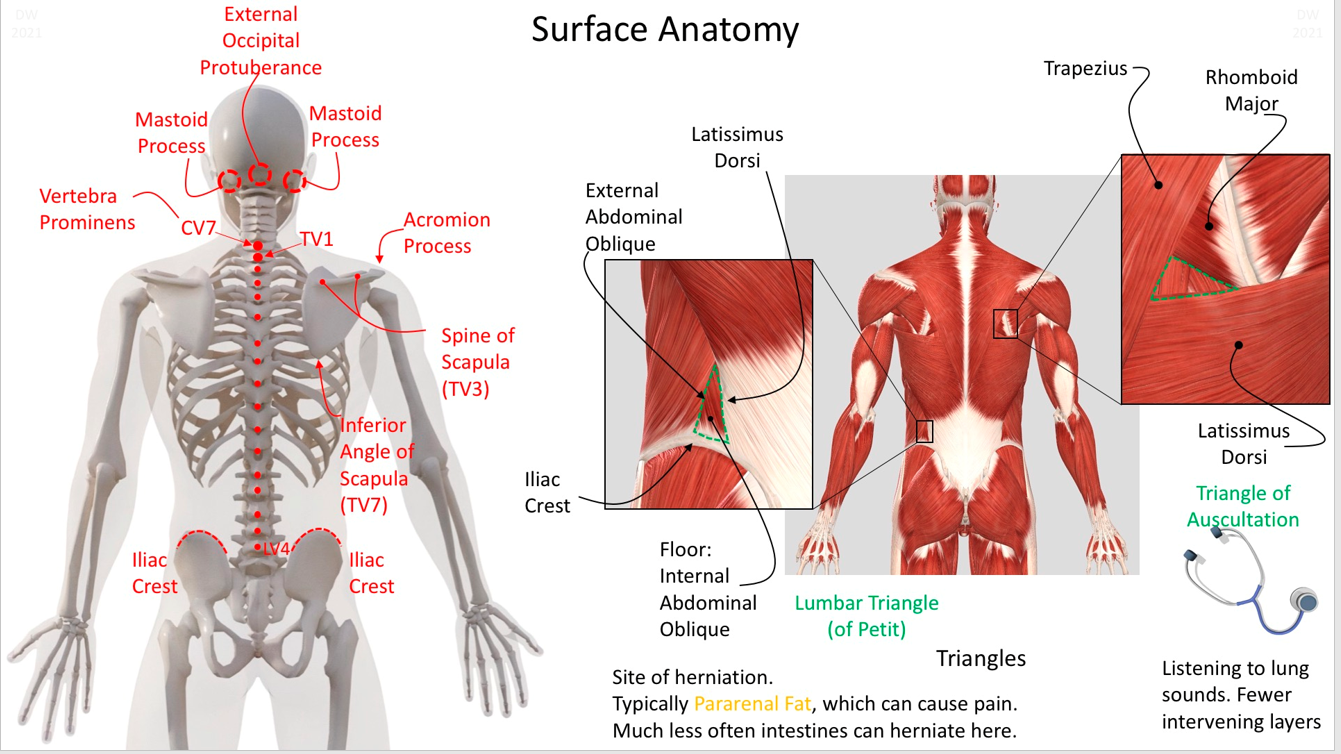 DW
2021
Surface Anatomy
DW
2021
External
Occipital
Protuberance
Mastoid
Process
Mastoid
Process
Vertebra
Prominens
CV7
TV1
Acromion
Process
Spine of
Scapula
(TV3)
Inferior
Angle of
Scapula
(TV7)
LV4
Iliac
Crest
Iliac
Crest
Latissimus
Dorsi
External
Abdominal
Oblique
Iliac
Crest
Floor:
Internal
Abdominal
Oblique
Lumbar Triangle
(of Petit)
Site of herniation.
Typically Pararenal Fat, which can cause pain.
Much less often intestines can herniate here.
Triangles
Trapezius
Rhomboid
Major
Latissimus
Dorsi
Triangle of
Auscultation
Listening to lung
sounds. Fewer
intervening layers